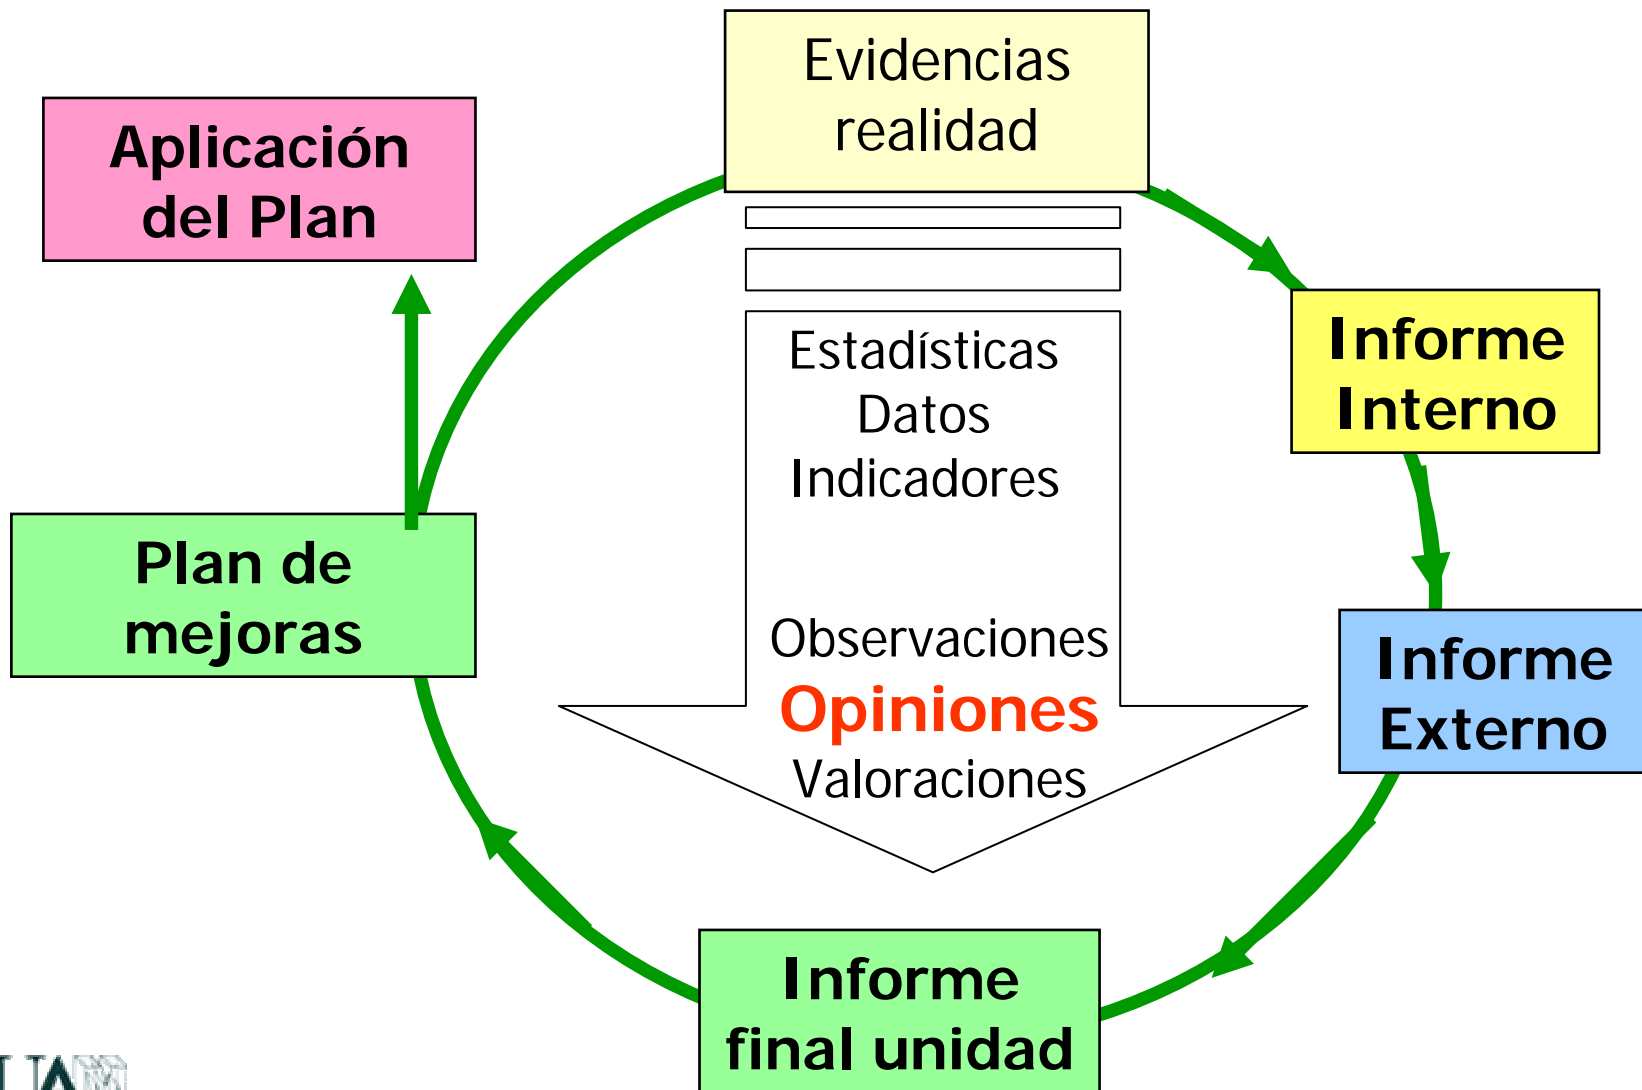 Evidencias
realidad
Aplicación
del Plan
Informe
Interno
Estadísticas
Datos
Indicadores
Plan de
mejoras
Observaciones
Opiniones
Valoraciones
Informe
Externo
Informe
final unidad